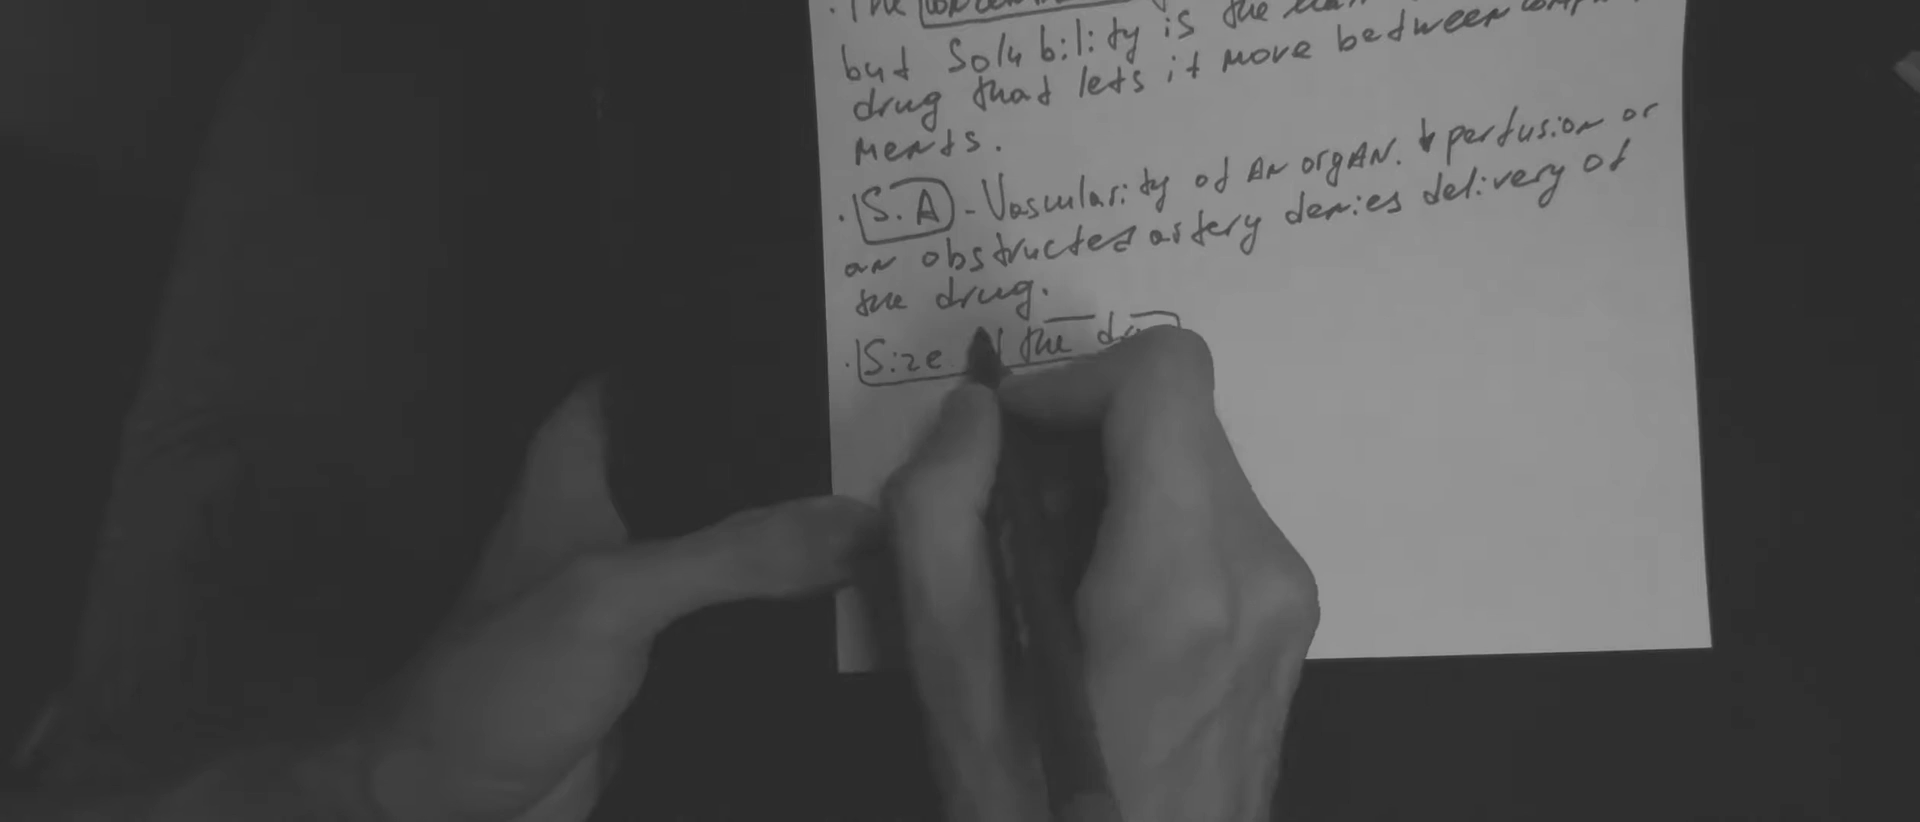 . The
but Solubility is the
drug that lets it move between
ments.
. S.A - Vascularity of AN orgAN. ↓ perfusion or
an obstructed artery denies delivery of
the drug.
. Size the